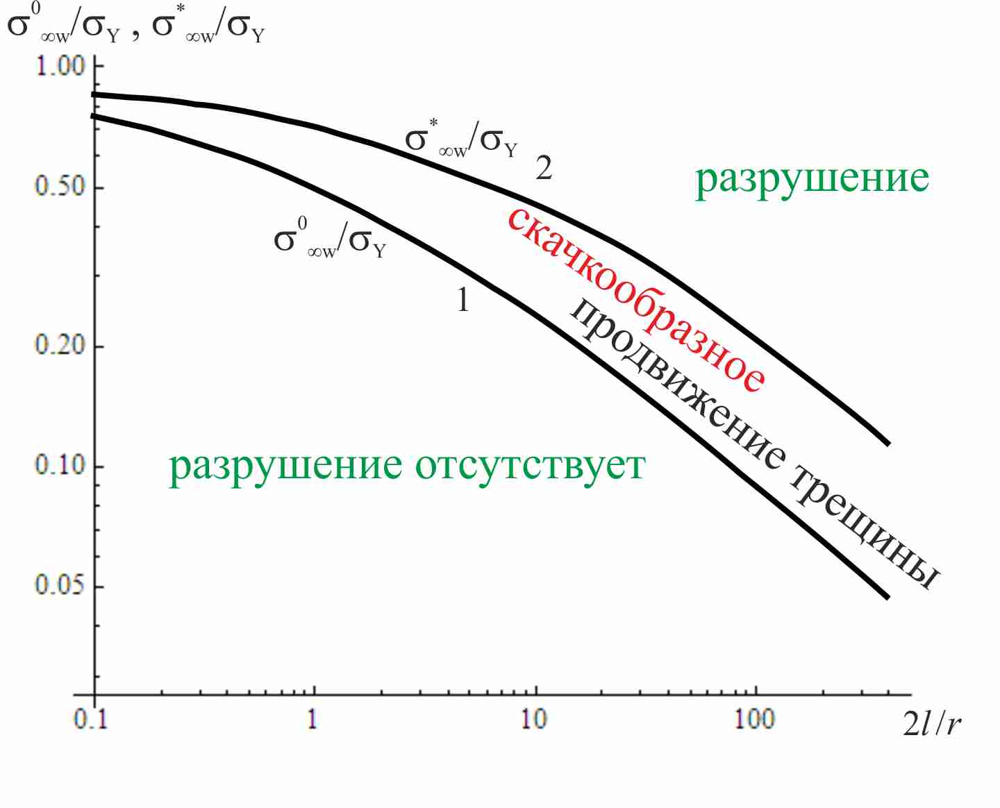 σ⁰∞w/σY , σ*∞w/σY
1.00
σ*∞w/σY 2
разрушение
0.50
σ⁰∞w/σY
1
скачкообразное
продвижение трещины
0.20
0.10
разрушение отсутствует
0.05
0.1 1 10 100 2l/r